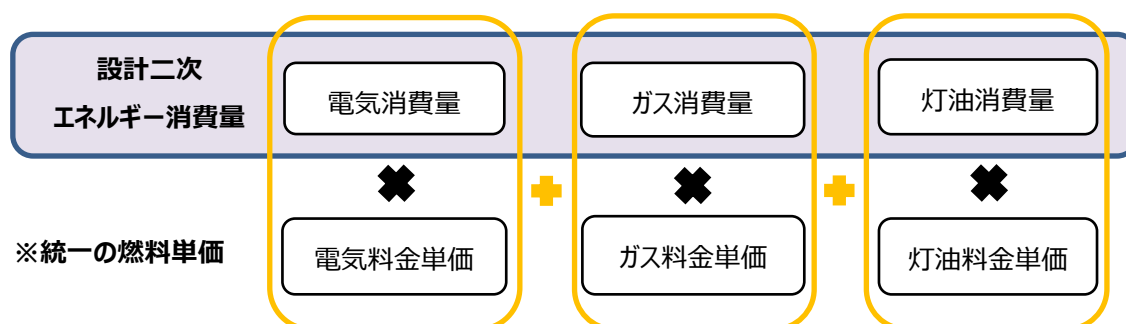 設計二次
エネルギー消費量
電気消費量
ガス消費量
灯油消費量
※統一の燃料単価
電気料金単価
ガス料金単価
灯油料金単価